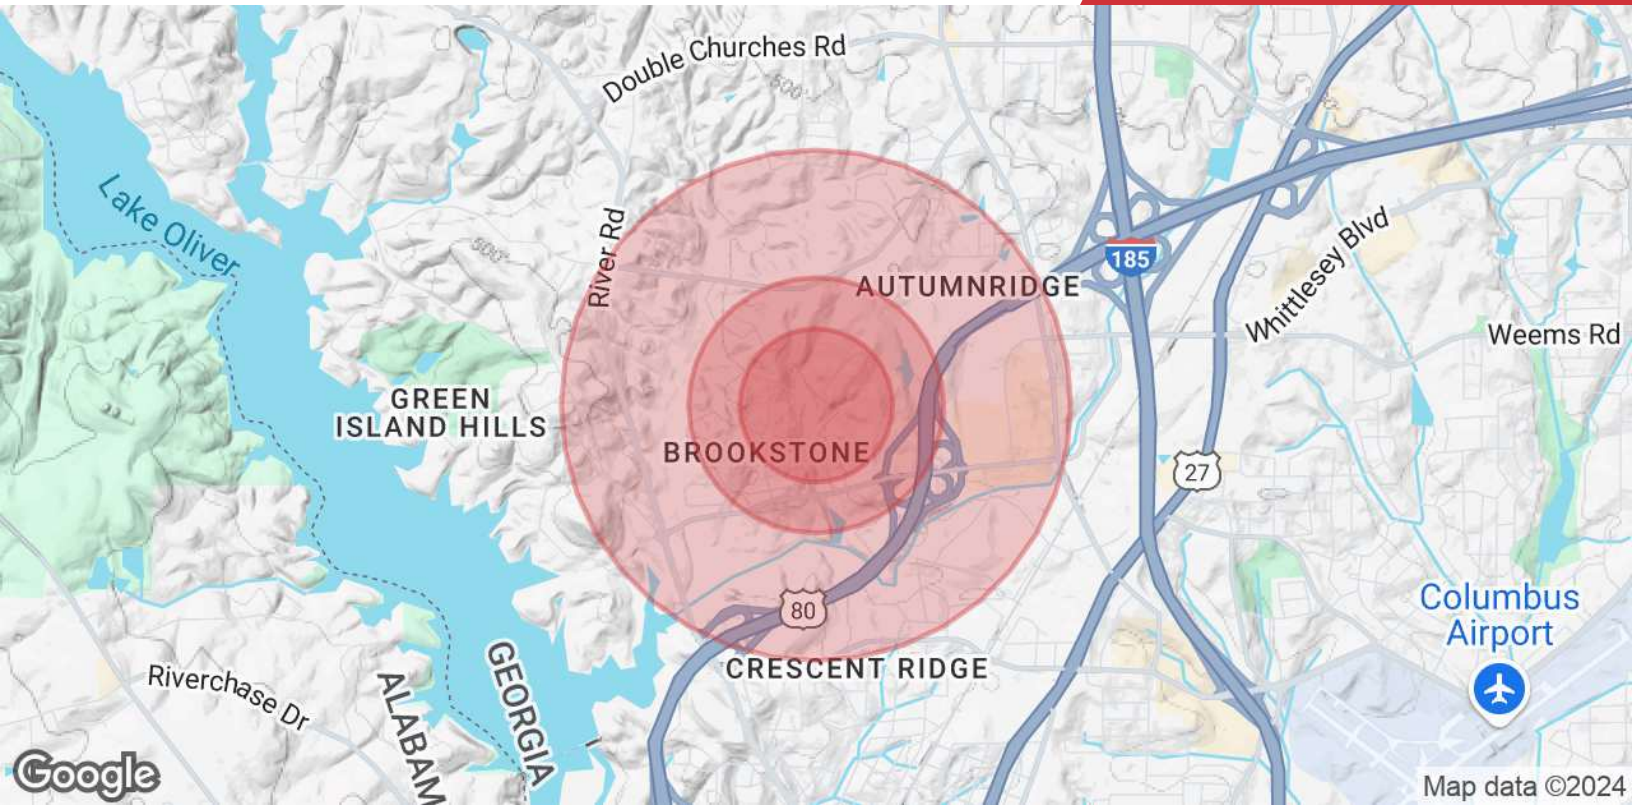 Double Churches Rd
500'
Lake Oliver
River Rd
500'
AUTUMNRIDGE
185
Whittlesey Blvd
Weems Rd
GREEN
ISLAND HILLS
BROOKSTONE
27
80
Columbus
Airport
CRESCENT RIDGE
Riverchase Dr
ALABAM
GEORGIA
Google
Map data ©2024